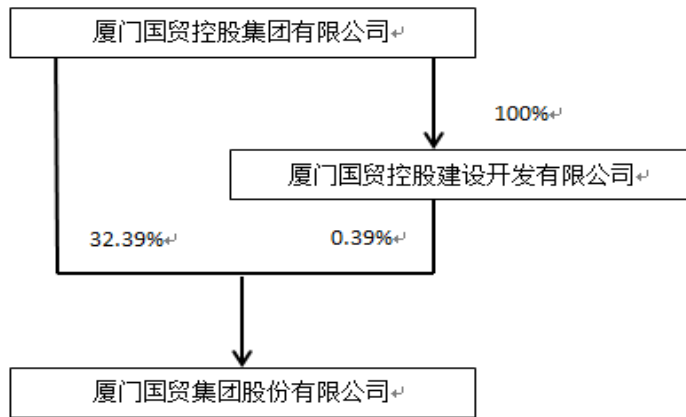 厦门国贸控股集团有限公司
100%
厦门国贸控股建设开发有限公司
32.39%
0.39%
厦门国贸集团股份有限公司